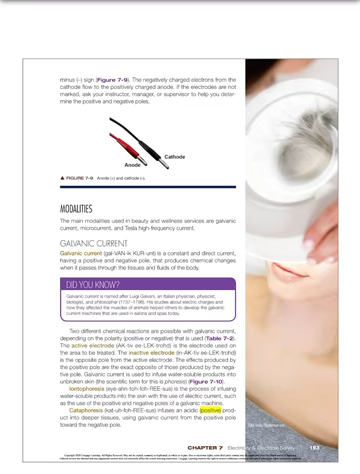 minus (–) sign (Figure 7-9). The negatively charged electrons from the
cathode flow to the positively charged anode. If the electrodes are not
marked, ask your instructor, manager, or supervisor to help you deter-
mine the positive and negative poles.
Cathode
Anode
▲ FIGURE 7-9 Anode (+) and cathode (–).
MODALITIES
The main modalities used in beauty and wellness services are galvanic
current, microcurrent, and Tesla high-frequency current.
GALVANIC CURRENT
Galvanic current (gal-VAN-ik KUR-unt) is a constant and direct current,
having a positive and negative pole, that produces chemical changes
when it passes through the tissues and fluids of the body.
DID YOU KNOW?
Galvanic current is named after Luigi Galvani, an Italian physician, physicist,
biologist, and philosopher (1737–1798). His studies about electric charges and
how they affected the muscles of animals helped others to develop the galvanic
current machines that are used in salons and spas today.
Two different chemical reactions are possible with galvanic current,
depending on the polarity (positive or negative) that is used (Table 7-2).
The active electrode (AK-tiv ee-LEK-trohd) is the electrode used on
the area to be treated. The inactive electrode (in-AK-tiv ee-LEK-trohd)
is the opposite pole from the active electrode. The effects produced by
the positive pole are the exact opposite of those produced by the nega-
tive pole. Galvanic current is used to infuse water-soluble products into
unbroken skin (the scientific term for this is phoresis) (Figure 7-10).
Iontophoresis (eye-ahn-toh-foh-REE-sus) is the process of infusing
water-soluble products into the skin with the use of electric current, such
as the use of the positive and negative poles of a galvanic machine.
Cataphoresis (kat-uh-foh-REE-sus) infuses an acidic (positive) prod-
uct into deeper tissues, using galvanic current from the positive pole
toward the negative pole.
CHAPTER 7 Electricity & Electrical Safety 193